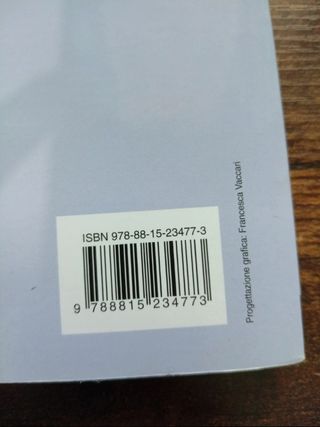 ISBN 978-88-15-23477-3
9 788815 234773
Progettazione grafica: Francesca Vaccari